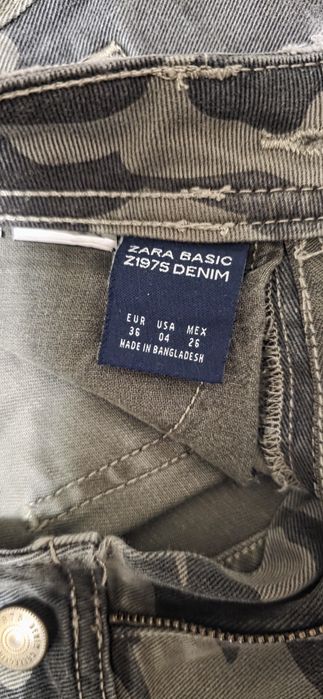 ZARA BASIC
Z1975 DENIM
EUR USA MEX
36 04 26
MADE IN BANGLADESH